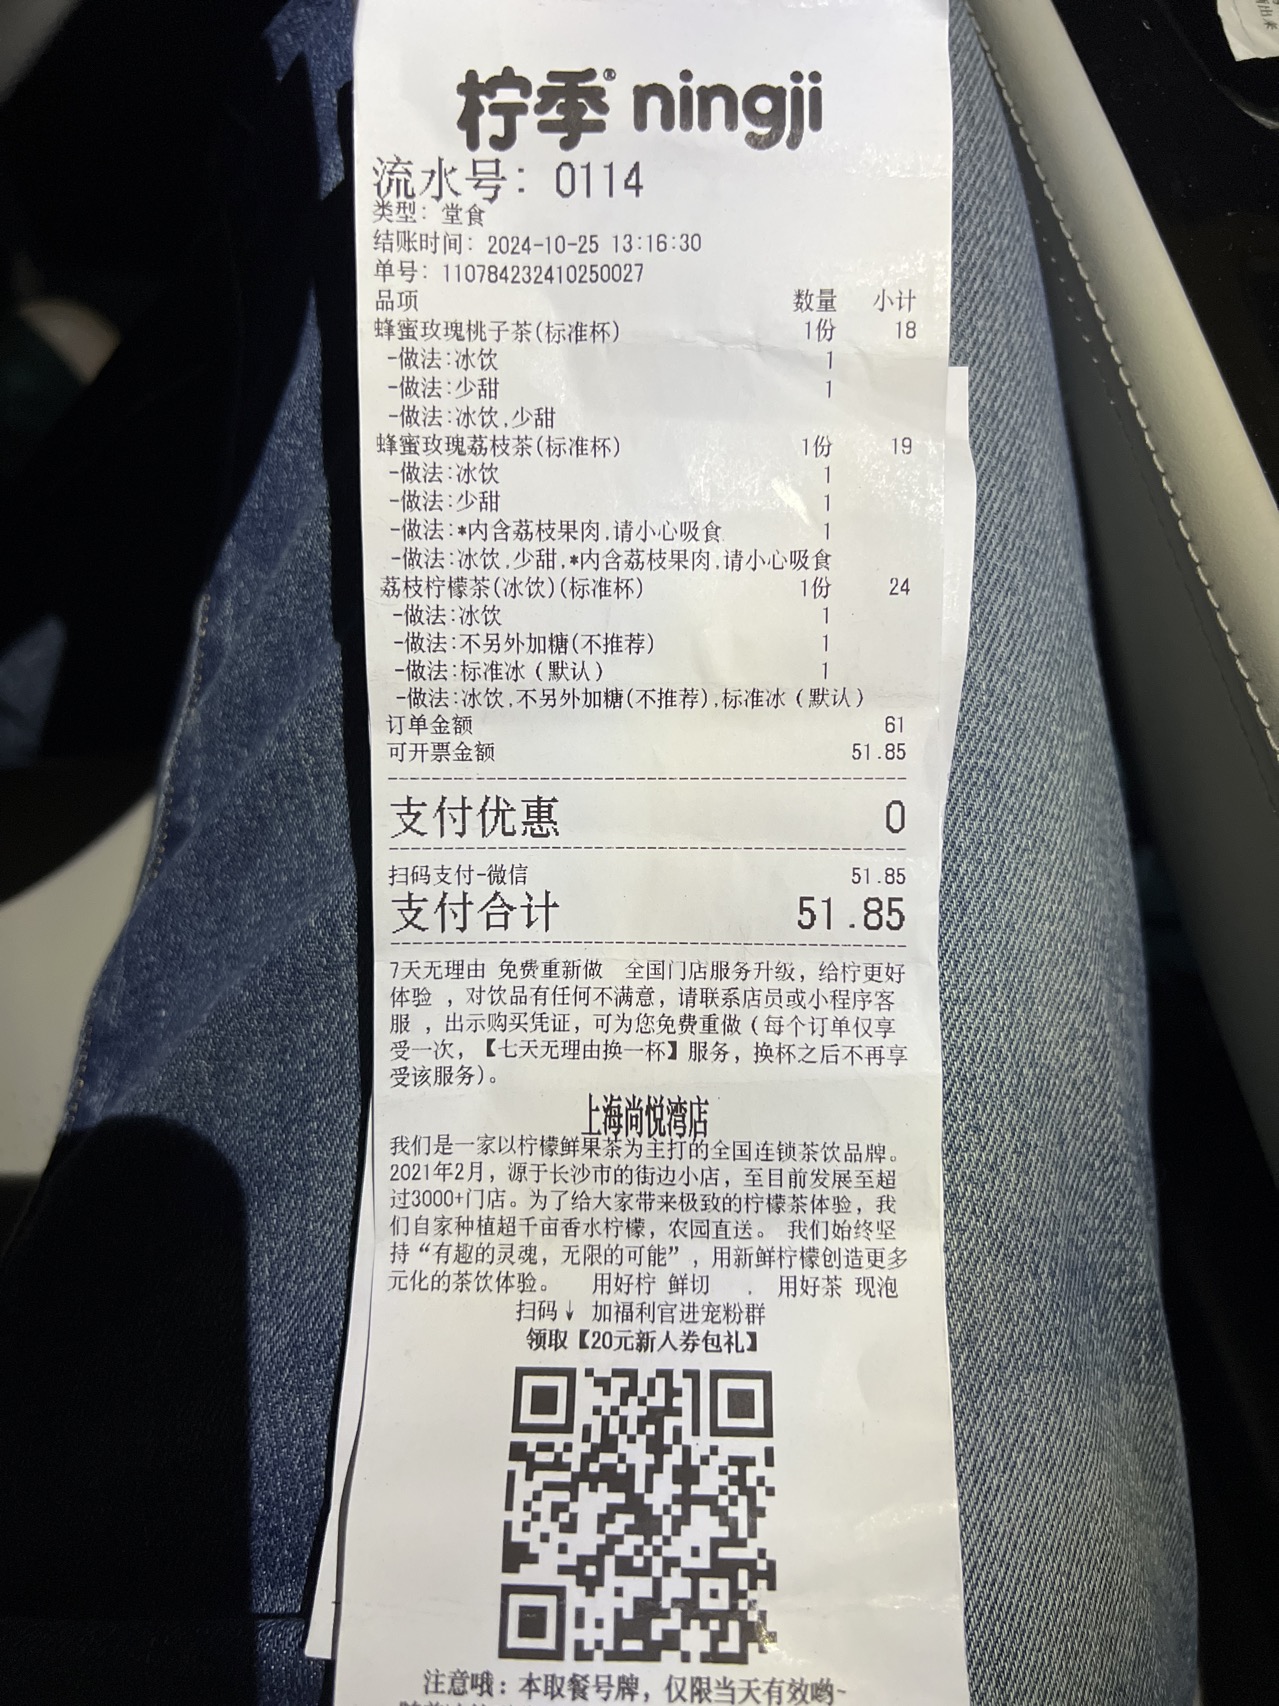 柠季® ningji
流水号: 0114
类型: 堂食
结账时间: 2024-10-25 13:16:30
单号: 110784232410250027
品项 数量 小计
蜂蜜玫瑰桃子茶(标准杯) 1份 18
-做法:冰饮 1
-做法:少甜 1
-做法:冰饮,少甜
蜂蜜玫瑰荔枝茶(标准杯) 1份 19
-做法:冰饮 1
-做法:少甜 1
-做法:*内含荔枝果肉,请小心吸食 1
-做法:冰饮,少甜,*内含荔枝果肉,请小心吸食
荔枝柠檬茶(冰饮)(标准杯) 1份 24
-做法:冰饮 1
-做法:不另外加糖(不推荐) 1
-做法:标准冰（默认） 1
-做法:冰饮,不另外加糖(不推荐),标准冰（默认）
订单金额 61
可开票金额 51.85
支付优惠 0
扫码支付-微信 51.85
支付合计 51.85
7天无理由 免费重新做 全国门店服务升级，给柠更好
体验 ，对饮品有任何不满意，请联系店员或小程序客
服 ，出示购买凭证，可为您免费重做（每个订单仅享
受一次，【七天无理由换一杯】服务，换杯之后不再享
受该服务）。
上海尚悦湾店
我们是一家以柠檬鲜果茶为主打的全国连锁茶饮品牌。
2021年2月，源于长沙市的街边小店，至目前发展至超
过3000+门店。为了给大家带来极致的柠檬茶体验，我
们自家种植超千亩香水柠檬，农园直送。 我们始终坚
持“有趣的灵魂，无限的可能”，用新鲜柠檬创造更多
元化的茶饮体验。 用好柠 鲜切 . 用好茶 现泡
扫码↓ 加福利官进宠粉群
领取【20元新人券包礼】
注意哦：本取餐号牌，仅限当天有效哟~